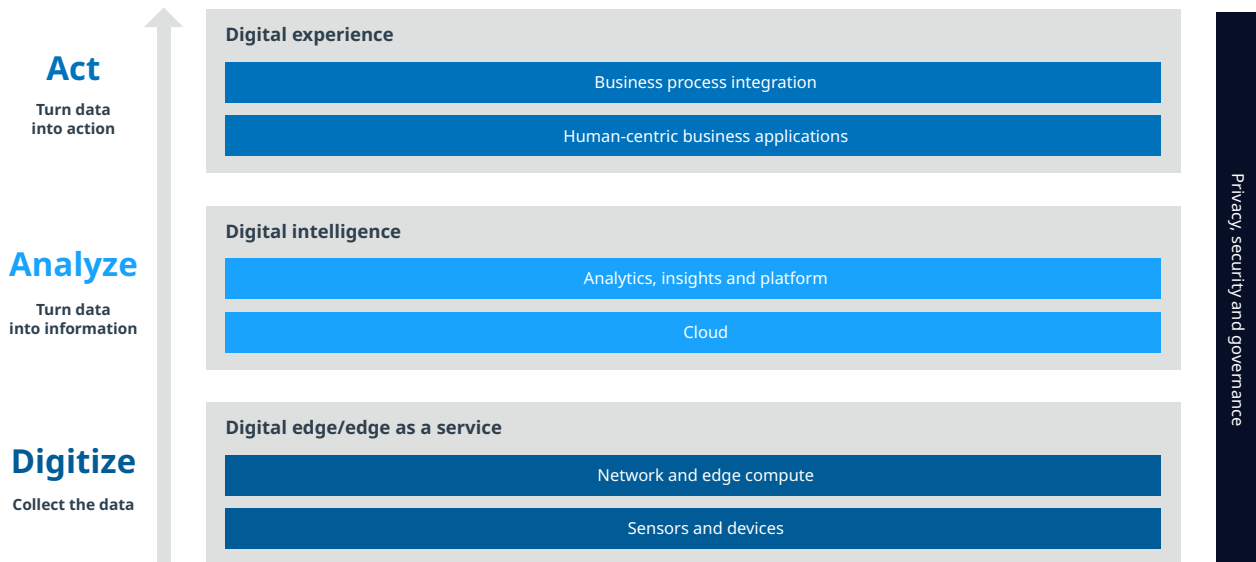 Act
Turn data
into action
Digital experience
Business process integration
Human-centric business applications
Analyze
Turn data
into information
Digital intelligence
Analytics, insights and platform
Cloud
Digitize
Collect the data
Digital edge/edge as a service
Network and edge compute
Sensors and devices
Privacy, security and governance